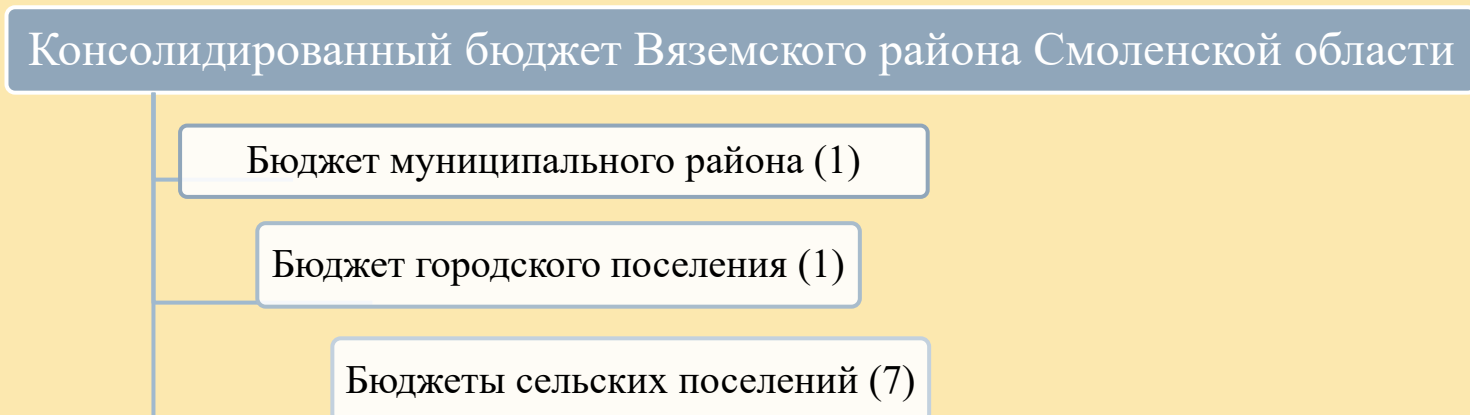 Консолидированный бюджет Вяземского района Смоленской области
Бюджет муниципального района (1)
Бюджет городского поселения (1)
Бюджеты сельских поселений (7)